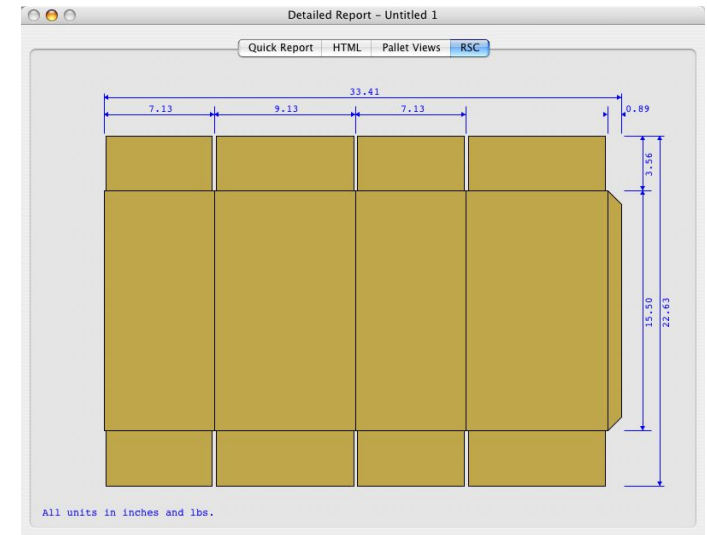 Detailed Report – Untitled 1
Quick Report HTML Pallet Views RSC
33.41
7.13 9.13 7.13 0.89
3.56
15.50
22.63
All units in inches and lbs.